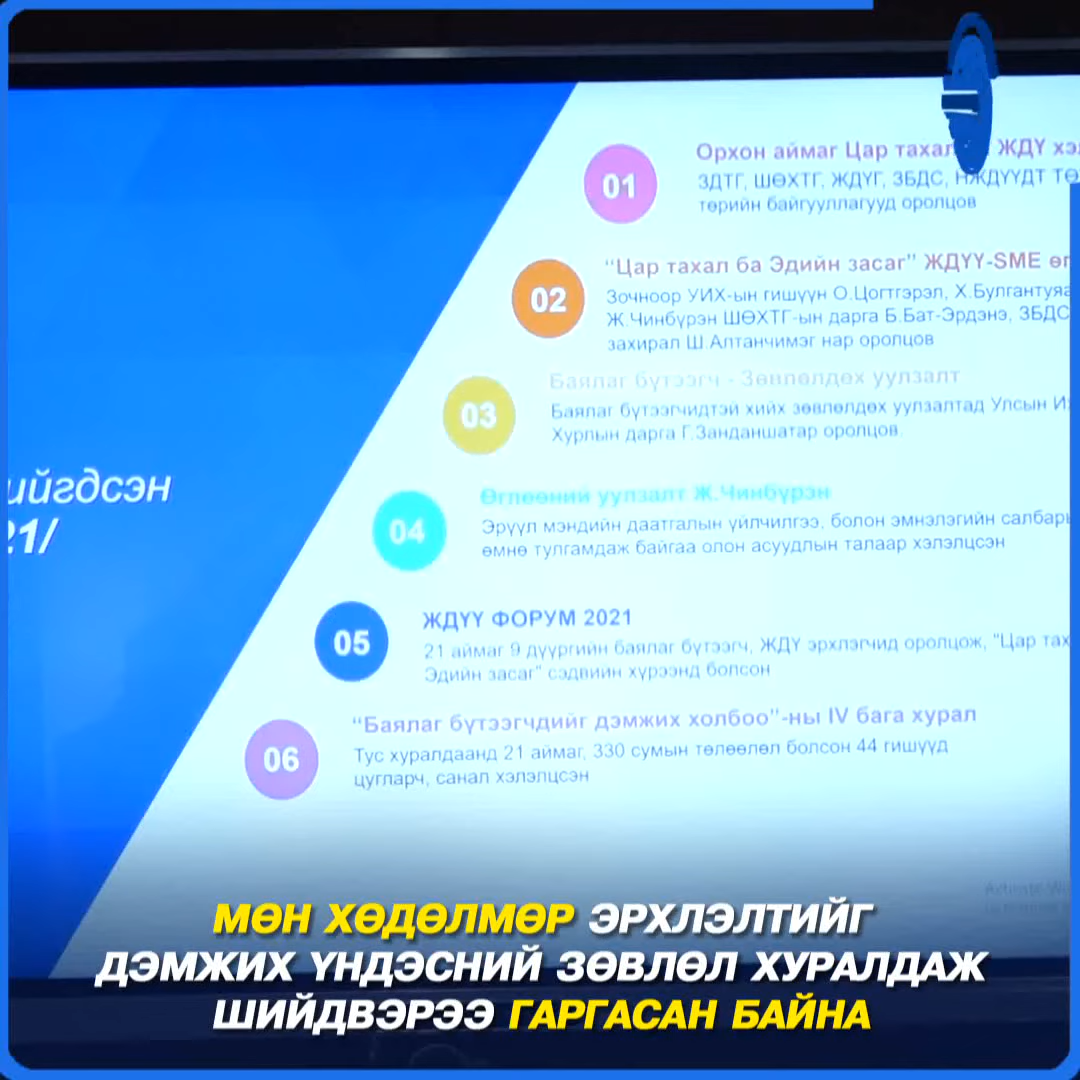 ийгдсэн
21/
01
Орхон аймаг Цар тахал ЖДҮ
ЗДТГ, ШӨХТГ, ЖДҮГ, ЗБДС, НЖДҮҮДТ
төрийн байгууллагууд оролцов
02
“Цар тахал ба Эдийн засаг” ЖДҮҮ-SME
Зочноор УИХ-ын гишүүн О.Цогтгэрэл, Х.Булгантуяа
Ж.Чинбүрэн ШӨХТГ-ын дарга Б.Бат-Эрдэнэ, ЗБДС
захирал Ш.Алтанчимэг нар оролцов
03
Баялаг бүтээгч - Зөвлөлдөх уулзалт
Баялаг бүтээгчидтэй хийх зөвлөлдөх уулзалтад Улсын
Хурлын дарга Г.Занданшатар оролцов.
04
Өглөөний уулзалт Ж.Чинбүрэн
Эрүүл мэндийн даатгалын үйлчилгээ, болон эмнэлэгийн салбары
өмнө тулгамдаж байгаа олон асуудлын талаар хэлэлцсэн
05
ЖДҮҮ ФОРУМ 2021
21 аймаг 9 дүүргийн баялаг бүтээгч, ЖДҮ эрхлэгчид оролцож, "Цар тах
Эдийн засаг" сэдвийн хүрээнд болсон
06
“Баялаг бүтээгчдийг дэмжих холбоо”-ны IV бага хурал
Тус хуралдаанд 21 аймаг, 330 сумын төлөөлөл болсон 44 гишүүд
цугларч, санал хэлэлцсэн
МӨН ХӨДӨЛМӨР ЭРХЛЭЛТИЙГ
ДЭМЖИХ ҮНДЭСНИЙ ЗӨВЛӨЛ ХУРАЛДАЖ
ШИЙДВЭРЭЭ ГАРГАСАН БАЙНА